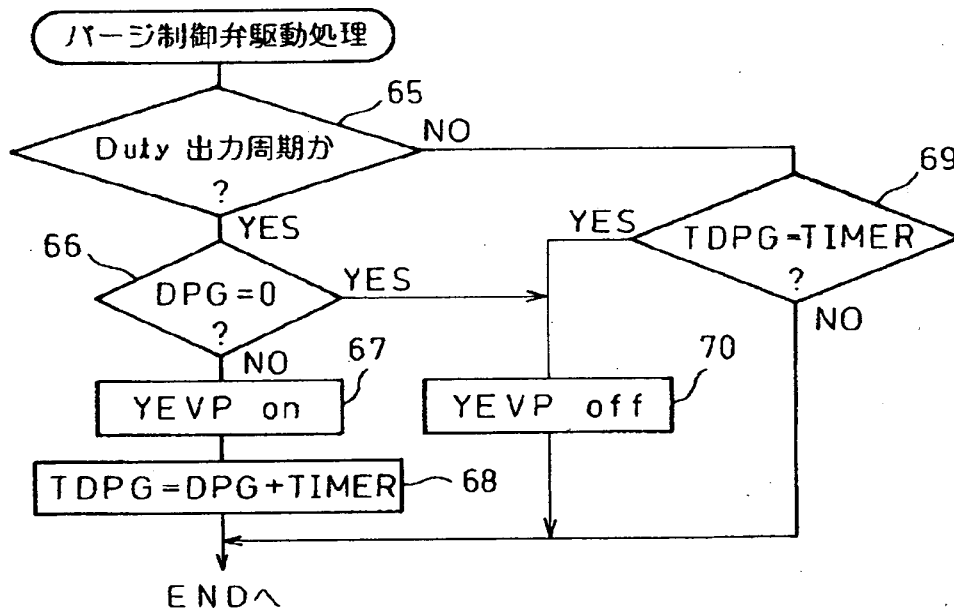 パージ制御弁駆動処理
65
Duty 出力周期か
?
NO
YES
66
DPG=0
?
YES
NO
67
YEVP on
TDPG=DPG+TIMER
68
69
TDPG=TIMER
?
YES
NO
70
YEVP off
ENDへ